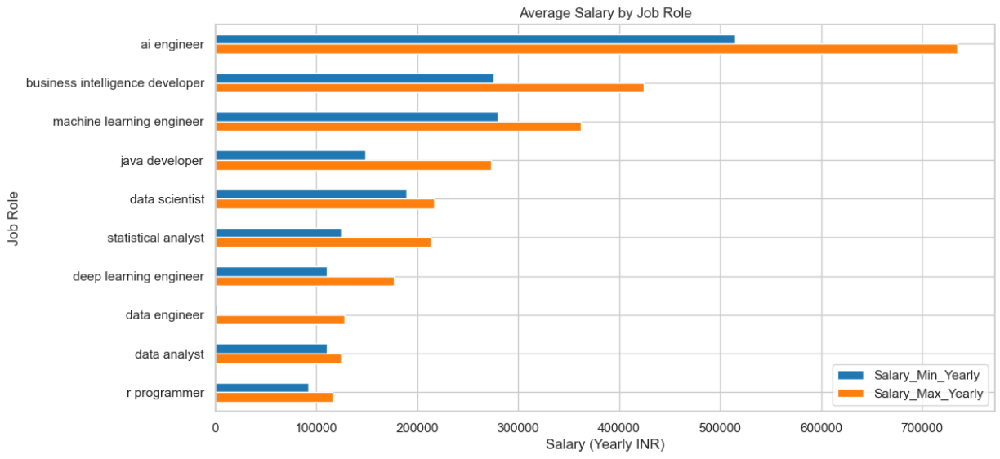 Average Salary by Job Role
Job Role
ai engineer
business intelligence developer
machine learning engineer
java developer
data scientist
statistical analyst
deep learning engineer
data engineer
data analyst
r programmer
Salary_Min_Yearly
Salary_Max_Yearly
0 100000 200000 300000 400000 500000 600000 700000
Salary (Yearly INR)